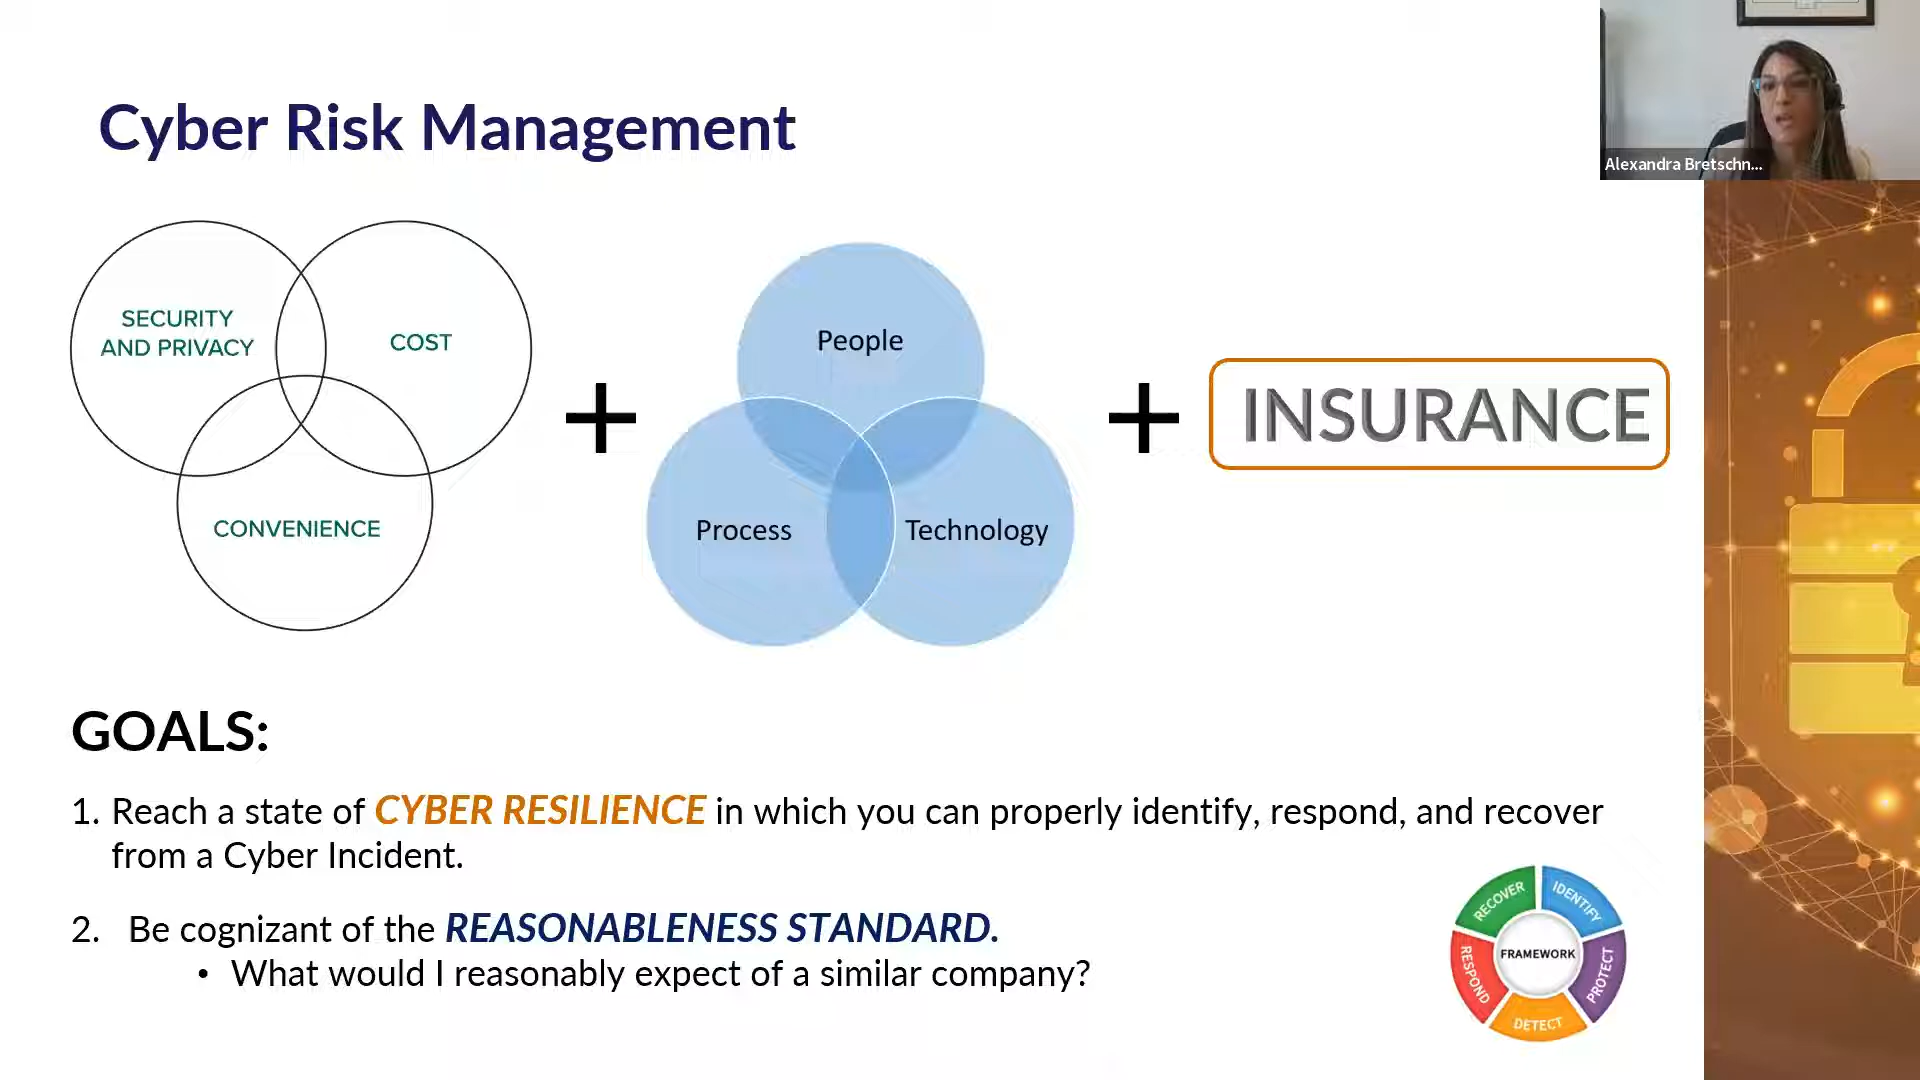 Cyber Risk Management
Alexandra Bretschn...
SECURITY
AND PRIVACY
COST
CONVENIENCE
+
People
Process
Technology
+
INSURANCE
GOALS:
1. Reach a state of CYBER RESILIENCE in which you can properly identify, respond, and recover
from a Cyber Incident.
2. Be cognizant of the REASONABLENESS STANDARD.
• What would I reasonably expect of a similar company?
RECOVER
IDENTIFY
FRAMEWORK
RESPOND
PROTECT
DETECT